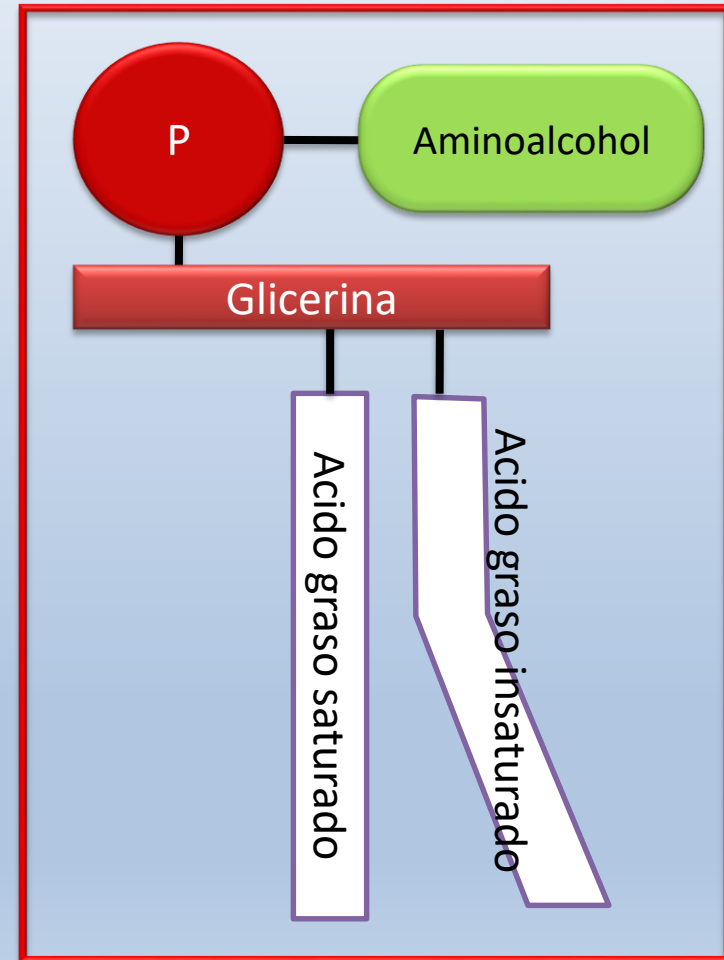 P
Aminoalcohol
Glicerina
Acido graso saturado
Acido graso insaturado